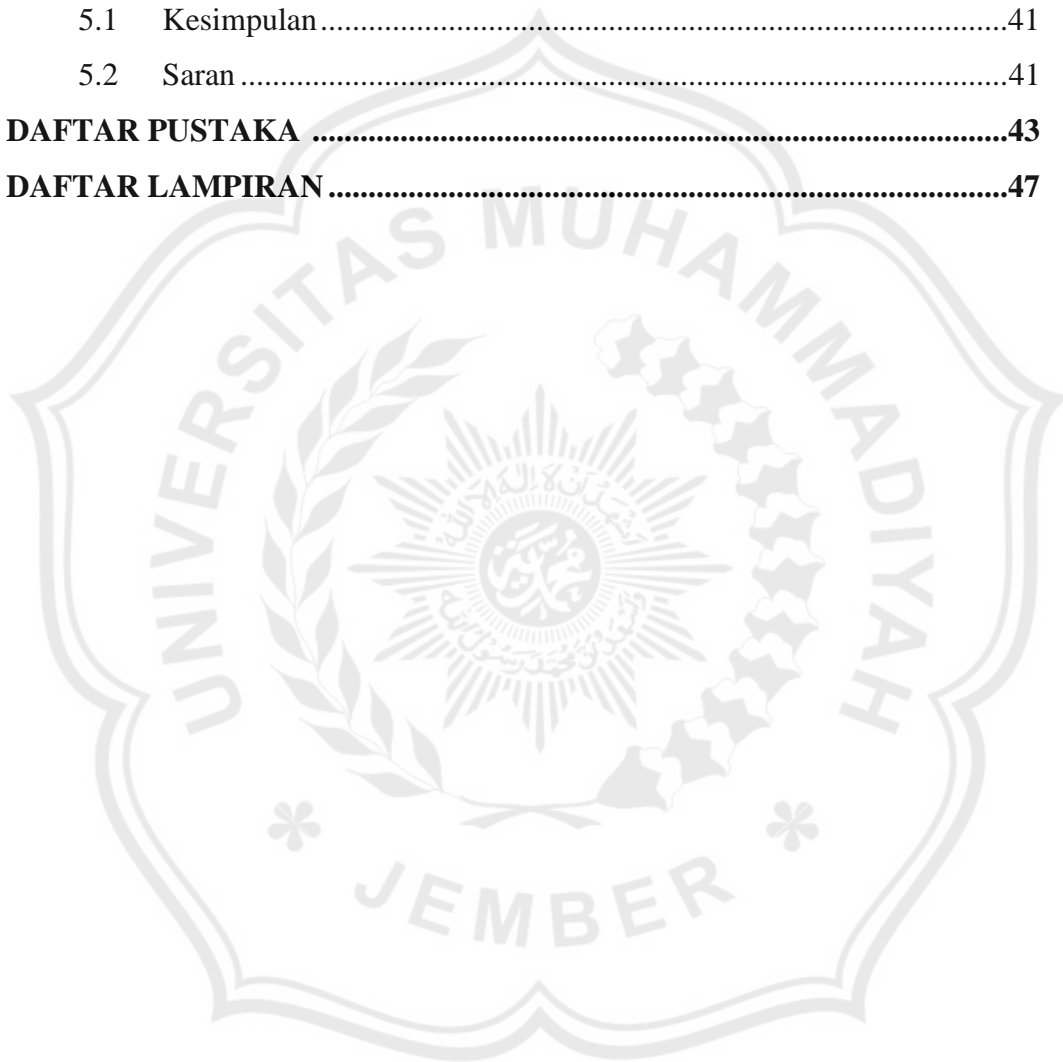 5.1 Kesimpulan.......................................................................................41
5.2 Saran .................................................................................................41
DAFTAR PUSTAKA ........................................................................................43
DAFTAR LAMPIRAN......................................................................................47
UNIVERSITAS MUHAMMADIYAH
JEMBER